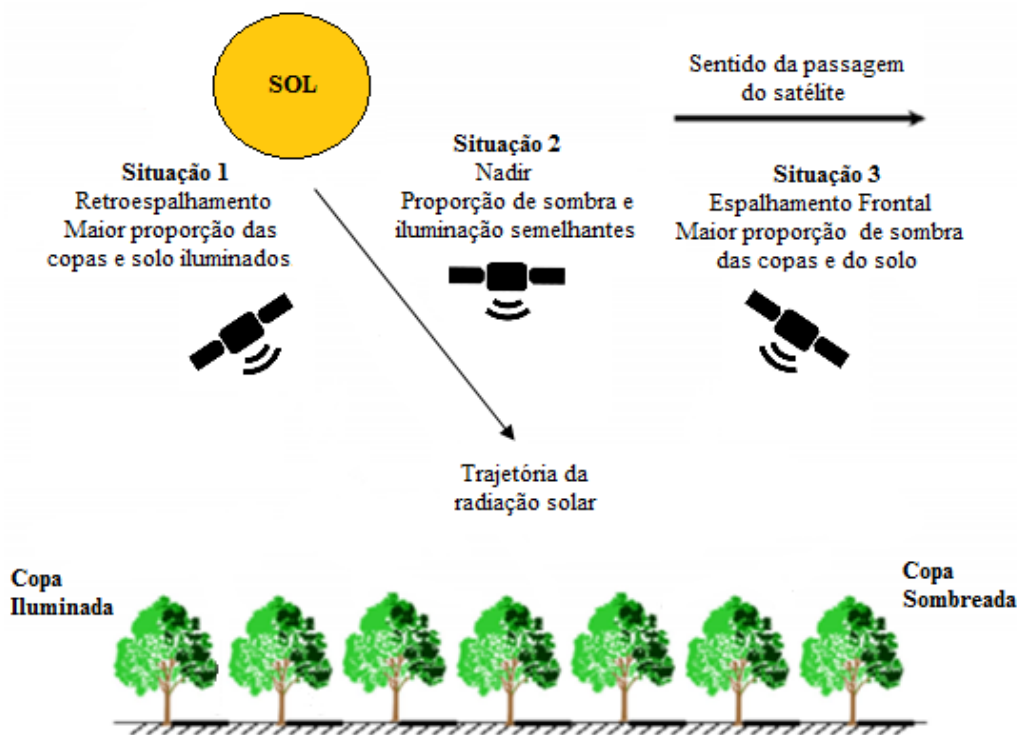 SOL
Sentido da passagem
do satélite
Situação 1
Retroespalhamento
Maior proporção das
copas e solo iluminados
Situação 2
Nadir
Proporção de sombra e
iluminação semelhantes
Situação 3
Espalhamento Frontal
Maior proporção de sombra
das copas e do solo
Trajetória da
radiação solar
Copa
Iluminada
Copa
Sombreada